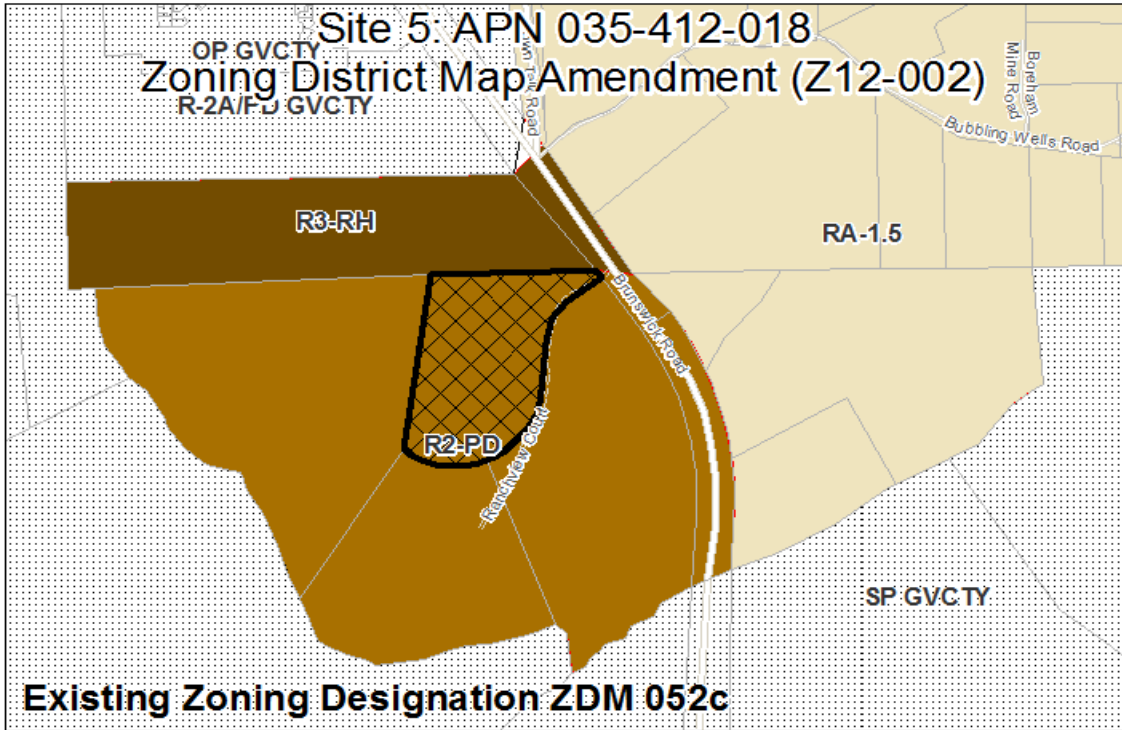 Site 5: APN 035-412-018
OP GVCTY
Zoning District Map Amendment (Z12-002)
R-2A/PD GVCTY
Road
Boreham
Mine Road
Bubbling Wells Road
R3-RH
RA-1.5
Brunswick Road
R2-PD
Ranchview Court
SP GVCTY
Existing Zoning Designation ZDM 052c